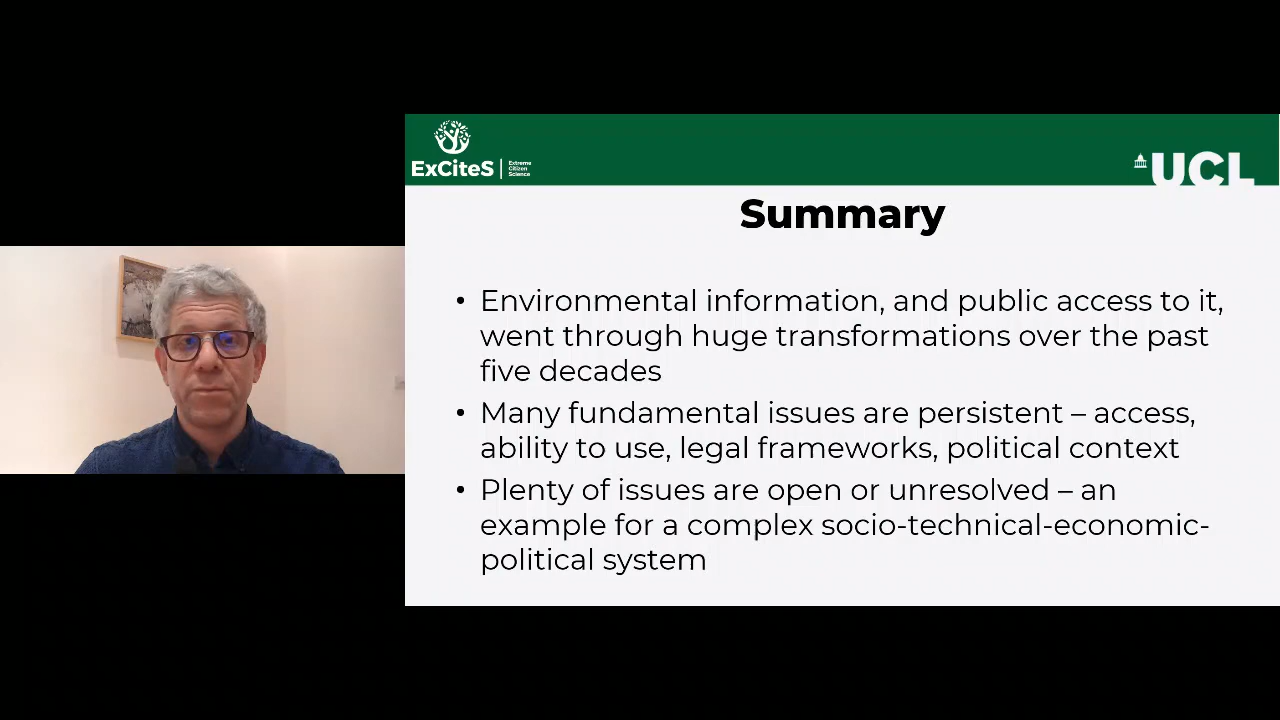 ExCiteS
Extreme
Citizen
Science
UCL
Summary
• Environmental information, and public access to it,
went through huge transformations over the past
five decades
• Many fundamental issues are persistent – access,
ability to use, legal frameworks, political context
• Plenty of issues are open or unresolved – an
example for a complex socio-technical-economic-
political system